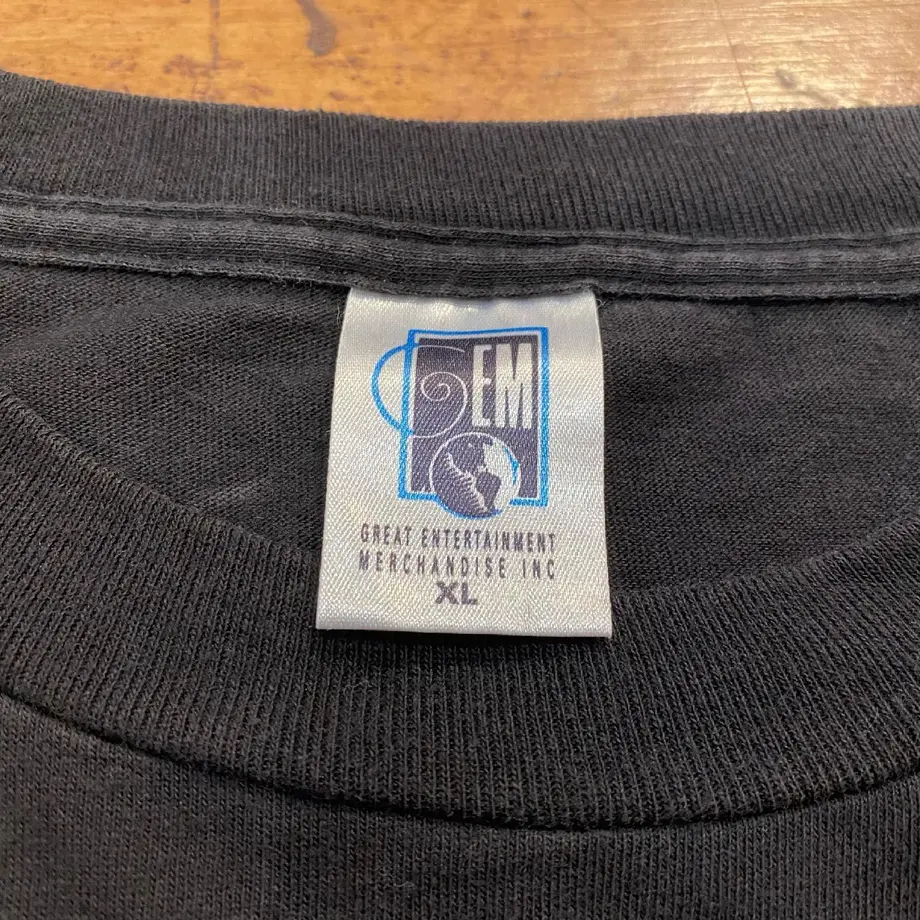 GEM
GREAT ENTERTAINMENT
MERCHANDISE INC
XL